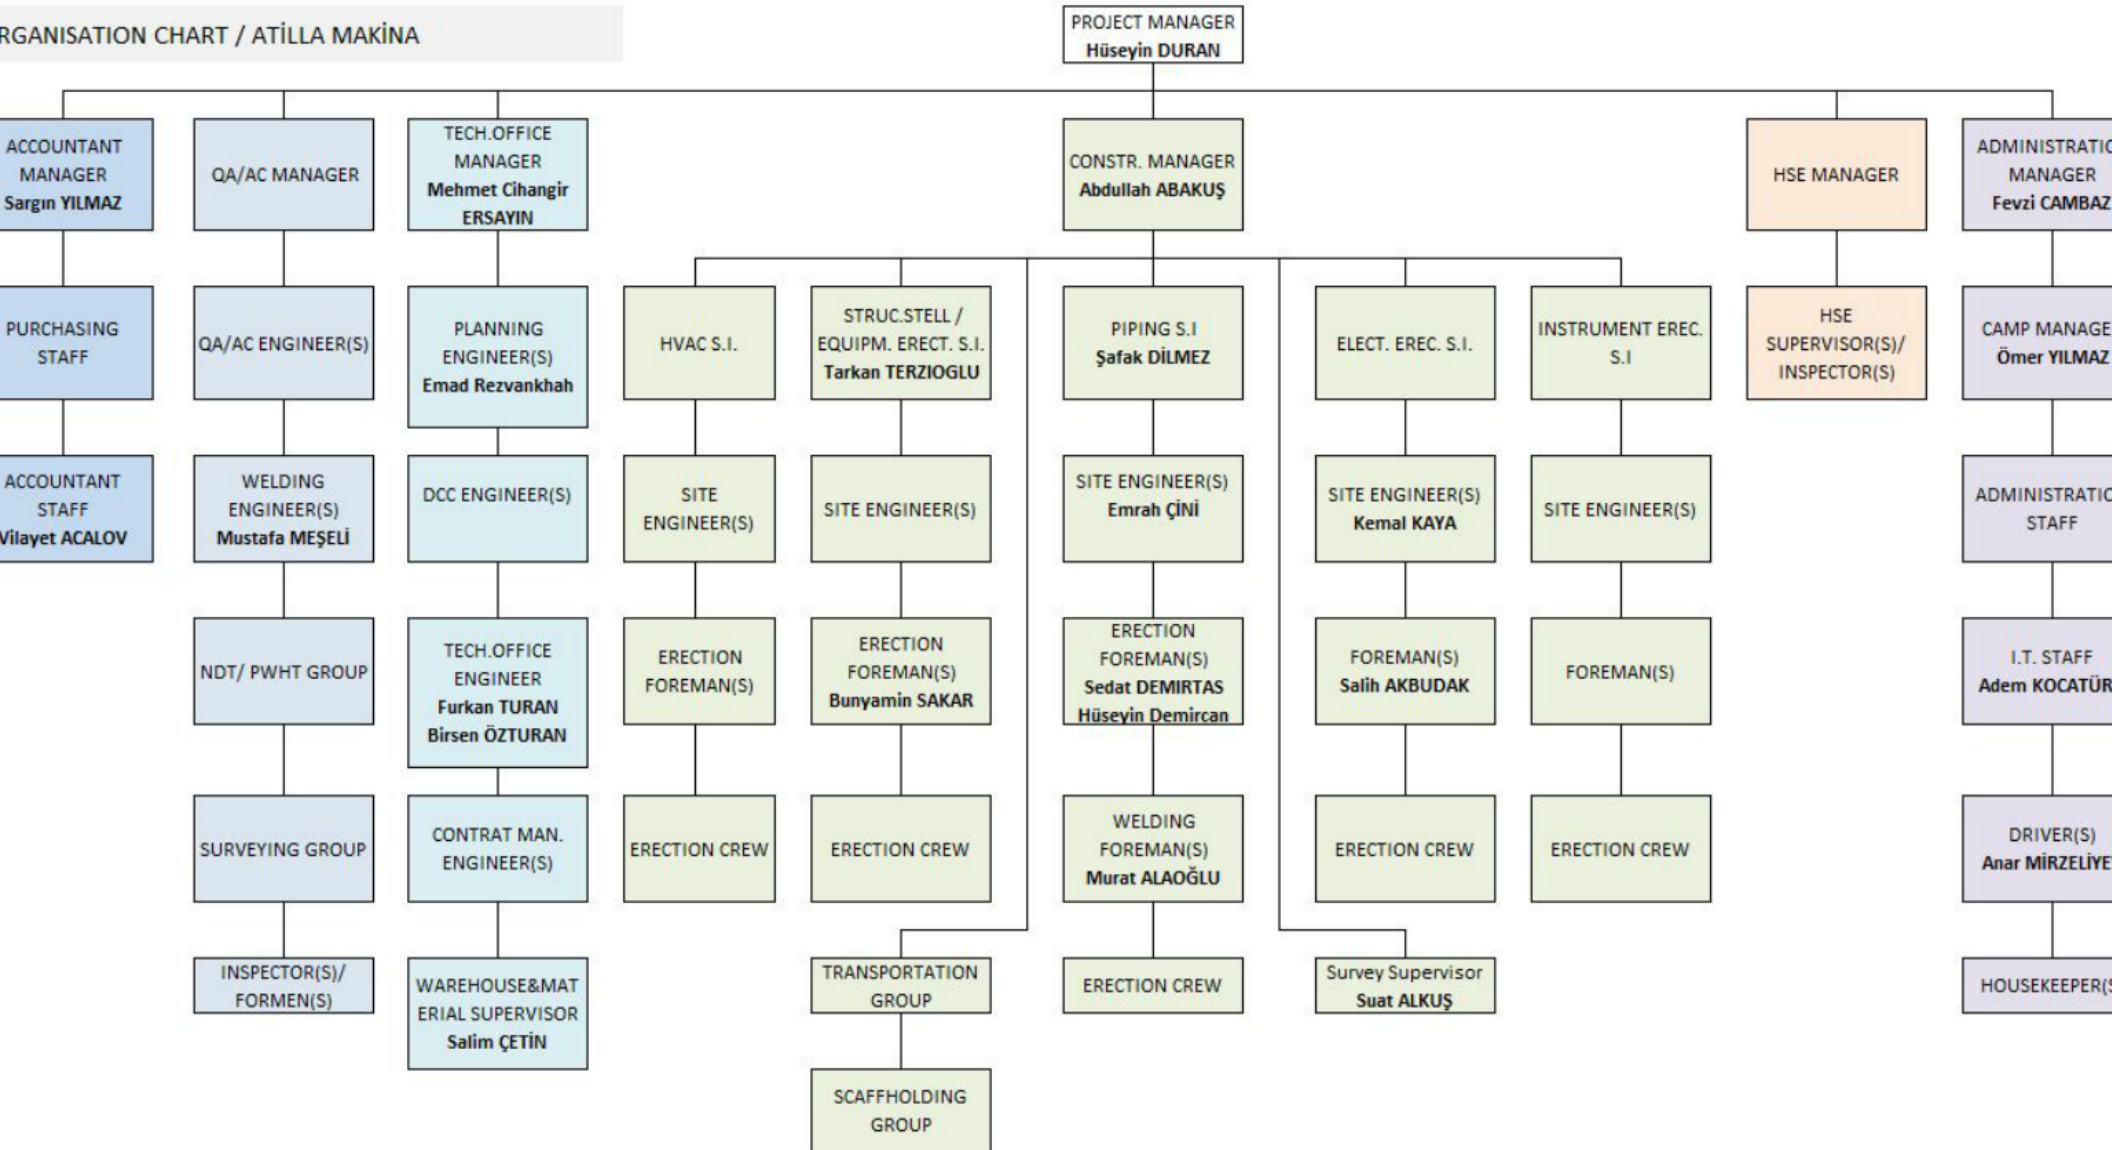 RGANISATION CHART / ATİLLA MAKİNA
PROJECT MANAGER
Hüseyin DURAN
ACCOUNTANT
MANAGER
Sargın YILMAZ
QA/AC MANAGER
TECH.OFFICE
MANAGER
Mehmet Cihangir
ERSAYIN
CONSTR. MANAGER
Abdullah ABAKUŞ
HSE MANAGER
ADMINISTRATIO
MANAGER
Fevzi CAMBAZ
PURCHASING
STAFF
QA/AC ENGINEER(S)
PLANNING
ENGINEER(S)
Emad Rezvankhah
HVAC S.I.
STRUC.STELL /
EQUIPM. ERECT. S.I.
Tarkan TERZIOGLU
PIPING S.I
Şafak DİLMEZ
ELECT. EREC. S.I.
INSTRUMENT EREC.
S.I
HSE
SUPERVISOR(S)/
INSPECTOR(S)
CAMP MANAGE
Ömer YILMAZ
ACCOUNTANT
STAFF
Vilayet ACALOV
WELDING
ENGINEER(S)
Mustafa MEŞELİ
DCC ENGINEER(S)
SITE
ENGINEER(S)
SITE ENGINEER(S)
SITE ENGINEER(S)
Emrah ÇİNİ
SITE ENGINEER(S)
Kemal KAYA
SITE ENGINEER(S)
ADMINISTRATIO
STAFF
NDT/ PWHT GROUP
TECH.OFFICE
ENGINEER
Furkan TURAN
Birsen ÖZTURAN
ERECTION
FOREMAN(S)
ERECTION
FOREMAN(S)
Bunyamin SAKAR
ERECTION
FOREMAN(S)
Sedat DEMIRTAS
Hüseyin Demircan
FOREMAN(S)
Salih AKBUDAK
FOREMAN(S)
I.T. STAFF
Adem KOCATÜR
SURVEYING GROUP
CONTRAT MAN.
ENGINEER(S)
ERECTION CREW
ERECTION CREW
WELDING
FOREMAN(S)
Murat ALAOĞLU
ERECTION CREW
ERECTION CREW
DRIVER(S)
Anar MİRZELİYE
INSPECTOR(S)/
FORMEN(S)
WAREHOUSE&MAT
ERIAL SUPERVISOR
Salim ÇETİN
TRANSPORTATION
GROUP
ERECTION CREW
Survey Supervisor
Suat ALKUŞ
HOUSEKEEPER(S
SCAFFHOLDING
GROUP